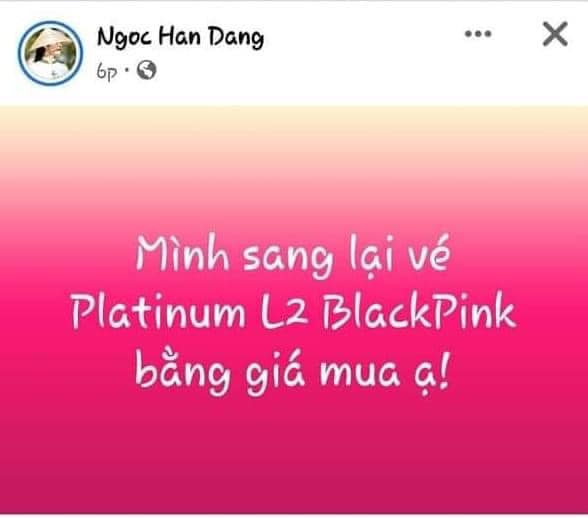 Ngoc Han Dang
6p
Mình sang lại vé
Platinum L2 BlackPink
bằng giá mua ạ!